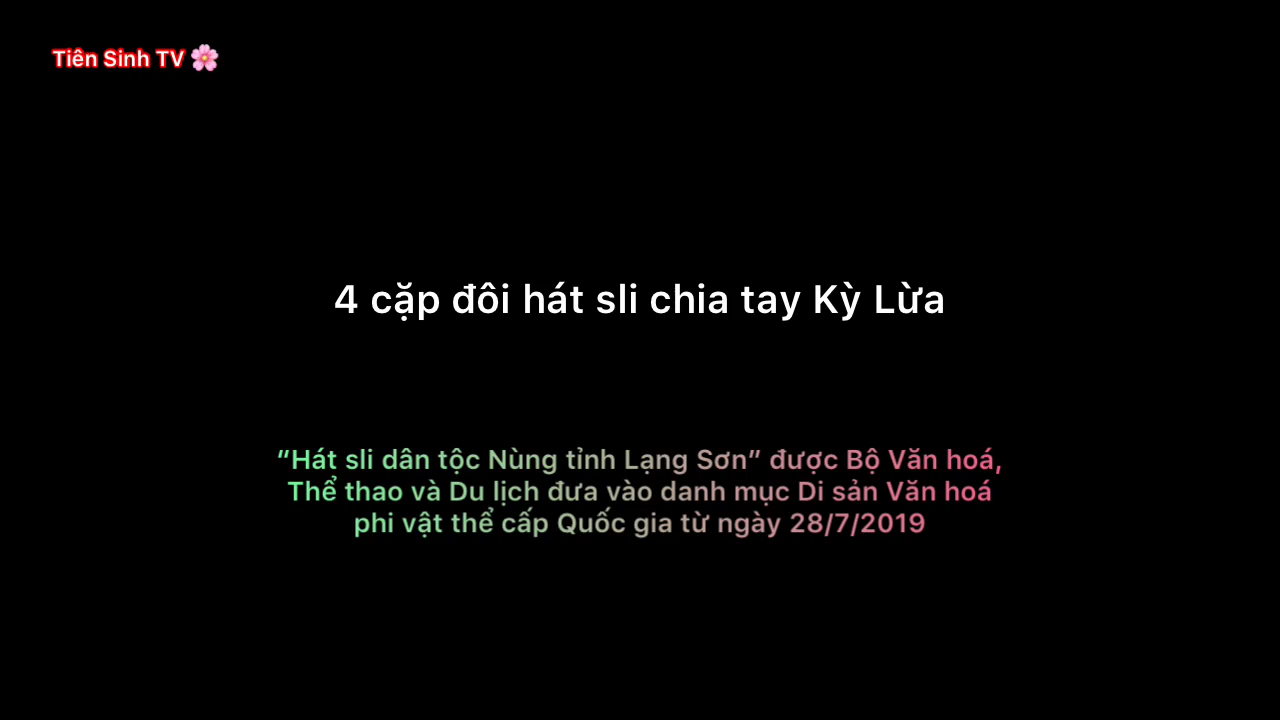 Tiên Sinh TV 🌸
4 cặp đôi hát sli chia tay Kỳ Lừa
“Hát sli dân tộc Nùng tỉnh Lạng Sơn” được Bộ Văn hoá,
Thể thao và Du lịch đưa vào danh mục Di sản Văn hoá
phi vật thể cấp Quốc gia từ ngày 28/7/2019